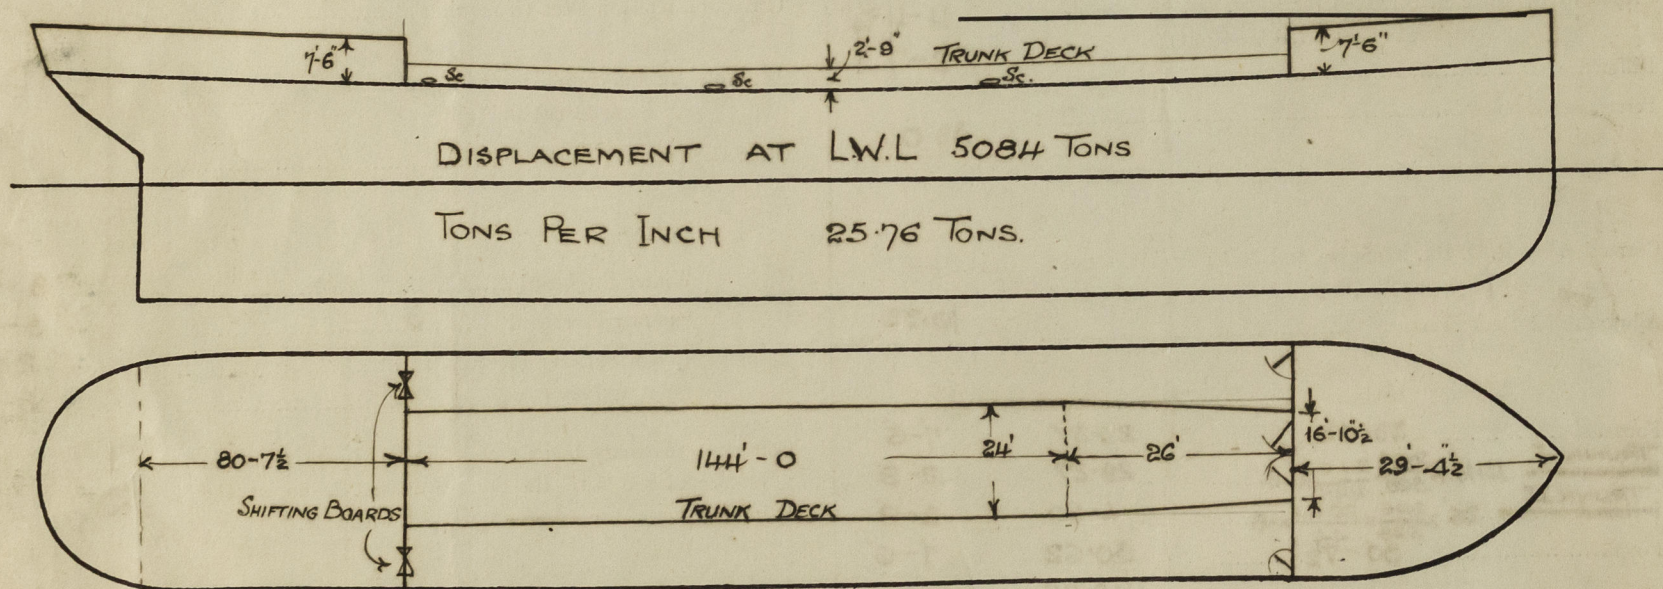 7'-6"
2'-9"
TRUNK DECK
7'-6"
Sc
Sc
Sc.
DISPLACEMENT AT L.W.L 5084 TONS
TONS PER INCH 25.76 TONS.
80-7½
144'-0
24'
26'
16'-10½"
29'-4½"
SHIFTING BOARDS
TRUNK DECK